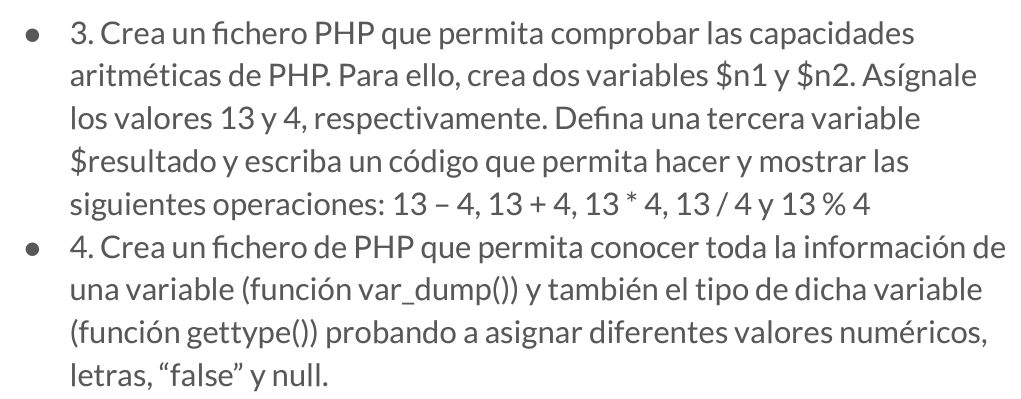 ● 3. Crea un fichero PHP que permita comprobar las capacidades
aritméticas de PHP. Para ello, crea dos variables $n1 y $n2. Asígnale
los valores 13 y 4, respectivamente. Defina una tercera variable
$resultado y escriba un código que permita hacer y mostrar las
siguientes operaciones: 13 – 4, 13 + 4, 13 * 4, 13 / 4 y 13 % 4
● 4. Crea un fichero de PHP que permita conocer toda la información de
una variable (función var_dump()) y también el tipo de dicha variable
(función gettype()) probando a asignar diferentes valores numéricos,
letras, “false” y null.